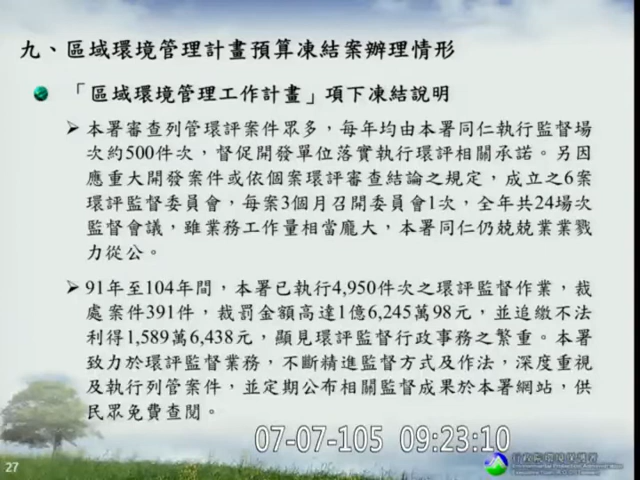 九、區域環境管理計畫預算凍結案辦理情形
「區域環境管理工作計畫」項下凍結說明
本署審查列管環評案件眾多，每年均由本署同仁執行監督場
次約500件次，督促開發單位落實執行環評相關承諾。另因
應重大開發案件或依個案環評審查結論之規定，成立之6案
環評監督委員會，每案3個月召開委員會1次，全年共24場次
監督會議，雖業務工作量相當龐大，本署同仁仍兢兢業業戮
力從公。
91年至104年間，本署已執行4,950件次之環評監督作業，裁
處案件391件，裁罰金額高達1億6,245萬98元，並追繳不法
利得1,589萬6,438元，顯見環評監督行政事務之繁重。本署
致力於環評監督業務，不斷精進監督方式及作法，深度重視
及執行列管案件，並定期公布相關監督成果於本署網站，供
民眾免費查閱。
07-07-105 09:23:10
27
行政院環境保護署